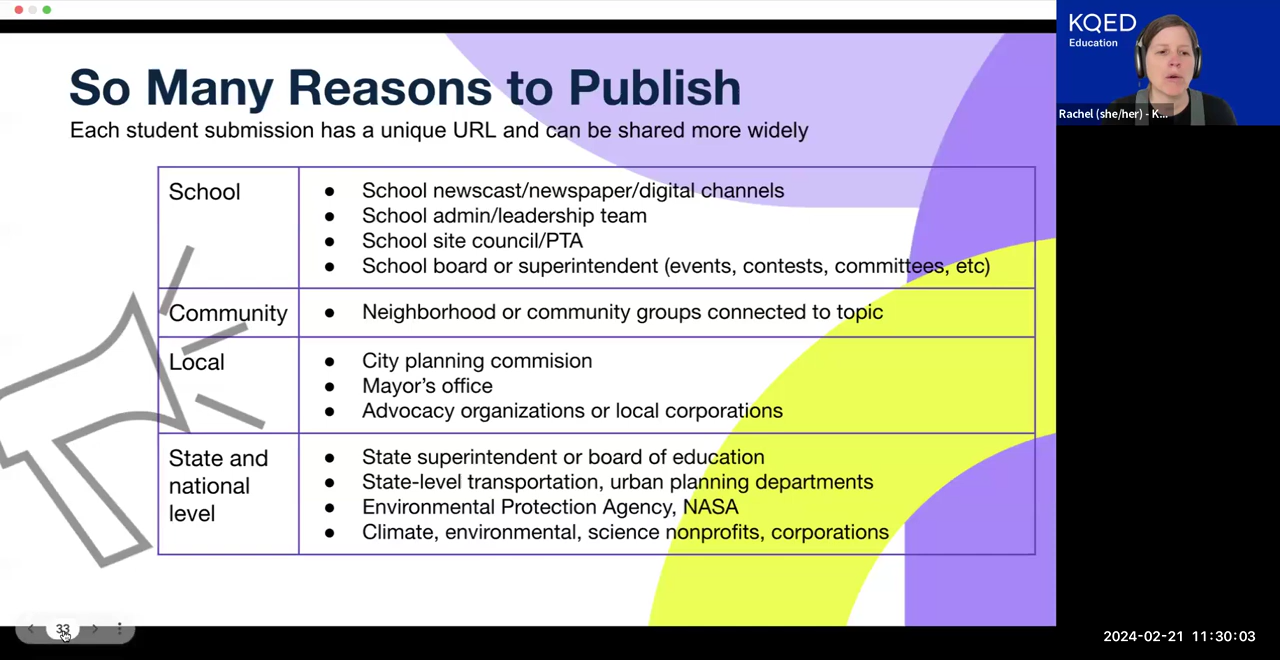 So Many Reasons to Publish
Each student submission has a unique URL and can be shared more widely
School
● School newscast/newspaper/digital channels
● School admin/leadership team
● School site council/PTA
● School board or superintendent (events, contests, committees, etc)
Community
● Neighborhood or community groups connected to topic
Local
● City planning commision
● Mayor's office
● Advocacy organizations or local corporations
State and
national
level
● State superintendent or board of education
● State-level transportation, urban planning departments
● Environmental Protection Agency, NASA
● Climate, environmental, science nonprofits, corporations
33
KQED
Education
Rachel (she/her) - K...
2024-02-21 11:30:03